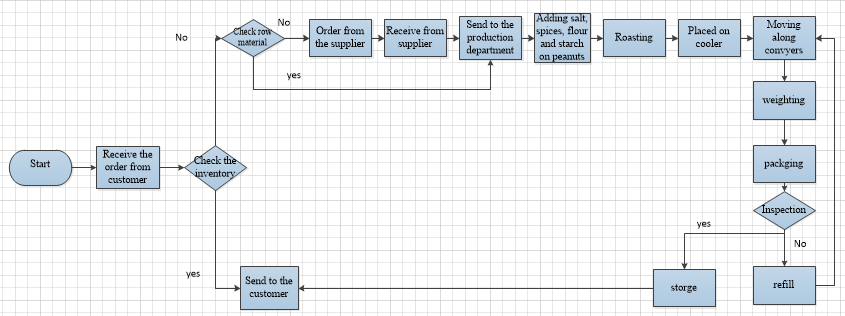 No
Check row
material
No
Order from
the supplier
Receive from
supplier
Send to the
production
department
Adding salt,
spices, flour
and starch
on peanuts
Roasting
Placed on
cooler
Moving
along
convyers
yes
weighting
Start
Receive the
order from
customer
Check the
inventory
packging
Inspection
yes
No
yes
Send to the
customer
storge
refill